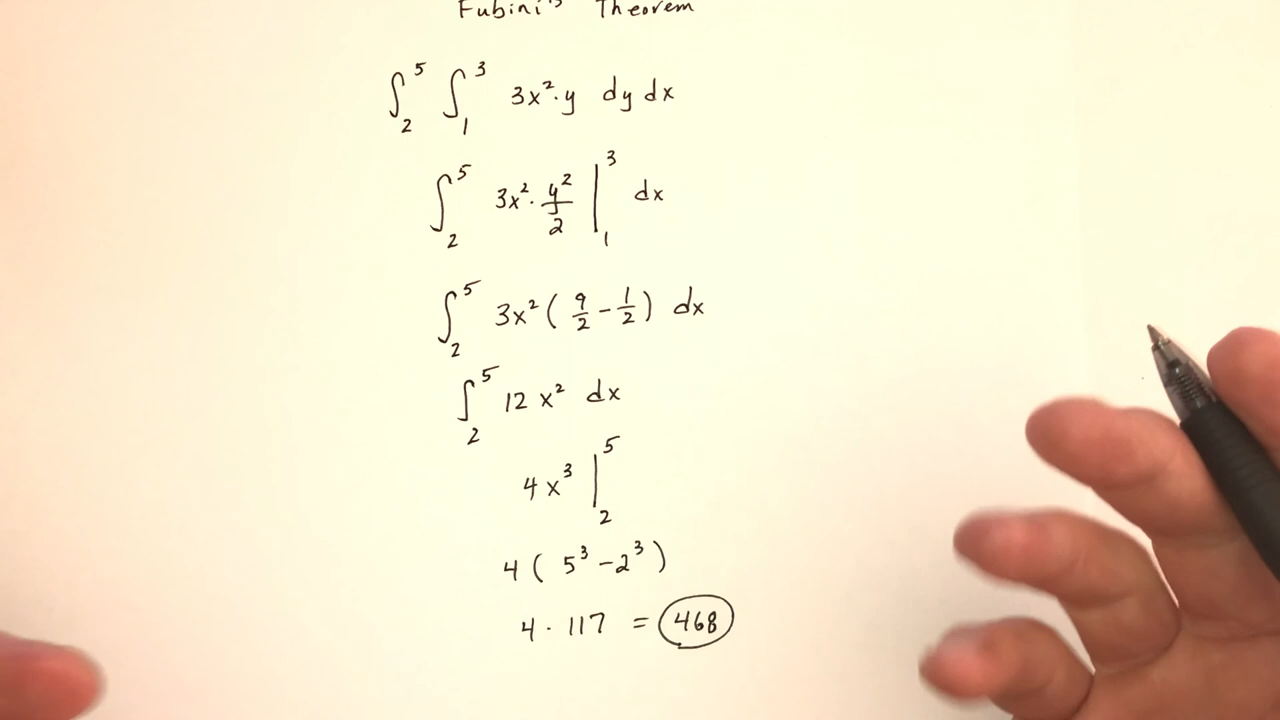 Fubini's Theorem
∫₂⁵ ∫₁³ 3x²·y dy dx
∫₂⁵ 3x²· y²/2 |₁³ dx
∫₂⁵ 3x² ( 9/2 - 1/2 ) dx
∫₂⁵ 12 x² dx
4x³ |₂⁵
4 ( 5³ - 2³ )
4 · 117 = 468